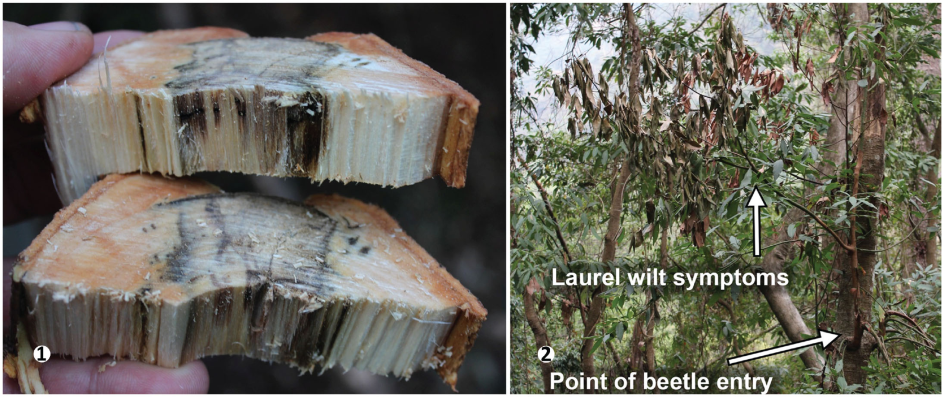 1
Laurel wilt symptoms
2
Point of beetle entry